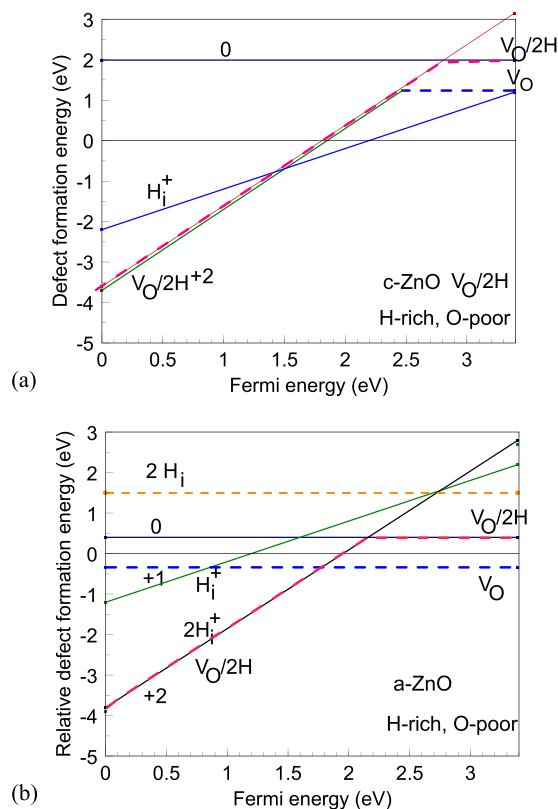 3
2
1
0
-1
-2
-3
-4
-5
Defect formation energy (eV)
0
V_O/2H
V_O
H_i^+
V_O/2H^+2
c-ZnO V_O/2H
H-rich, O-poor
0 0.5 1 1.5 2 2.5 3
Fermi energy (eV)
(a)
3
2
1
0
-1
-2
-3
-4
-5
Relative defect formation energy (eV)
2 H_i
0
V_O/2H
+1
H_i^+
V_O
2H_i^+
V_O/2H
+2
a-ZnO
H-rich, O-poor
0 0.5 1 1.5 2 2.5 3
Fermi energy (eV)
(b)